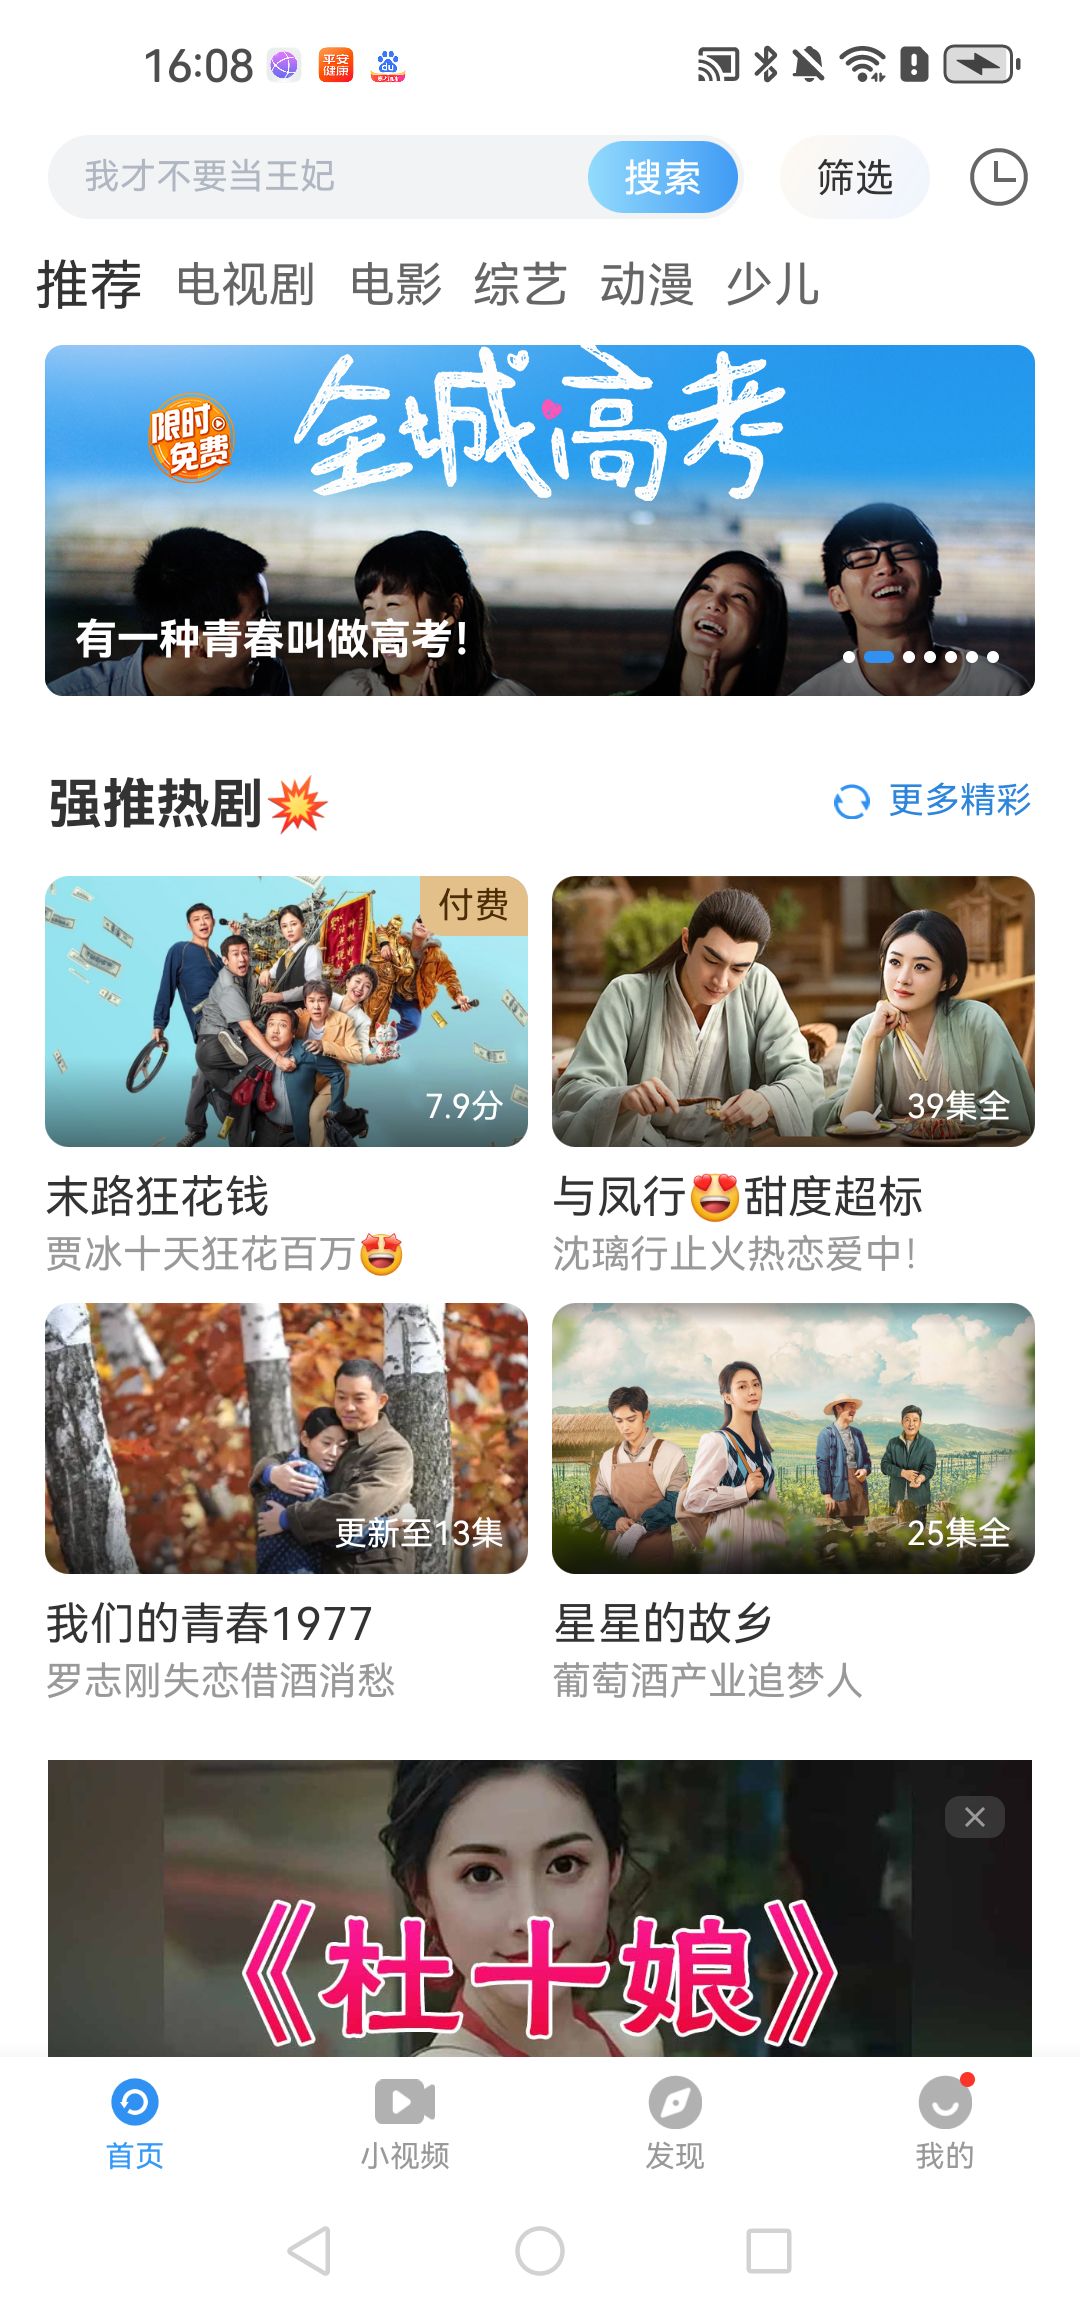 16:08
平安
健康
du
我才不要当王妃
搜索
筛选
推荐 电视剧 电影 综艺 动漫 少儿
限时
免费
全城高考
有一种青春叫做高考!
强推热剧💥
更多精彩
付费
7.9分
39集全
末路狂花钱
贾冰十天狂花百万🤩
与凤行😍甜度超标
沈璃行止火热恋爱中!
更新至13集
25集全
我们的青春1977
罗志刚失恋借酒消愁
星星的故乡
葡萄酒产业追梦人
《杜十娘》
首页
小视频
发现
我的